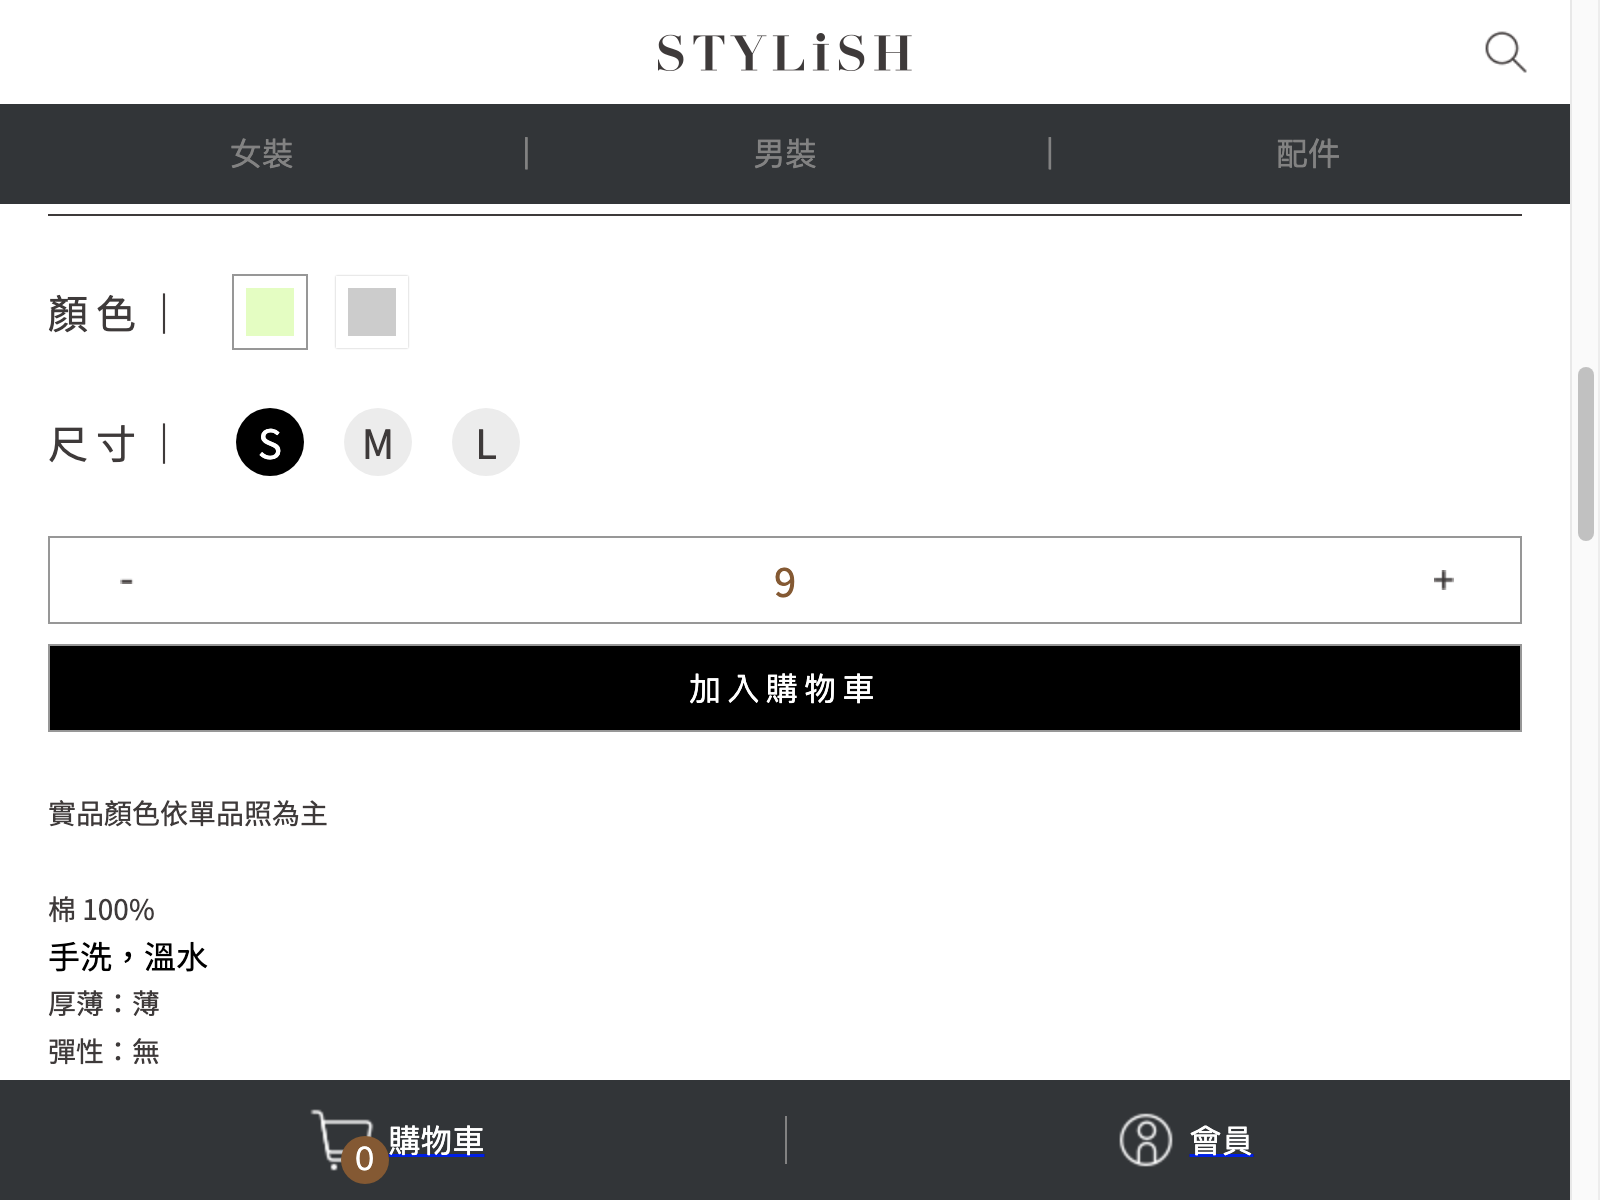 STYLiSH
女裝 | 男裝 | 配件
顏色 |
尺寸 | S M L
- 9 +
加入購物車
實品顏色依單品照為主
棉 100%
手洗，溫水
厚薄：薄
彈性：無
0 購物車 | 會員